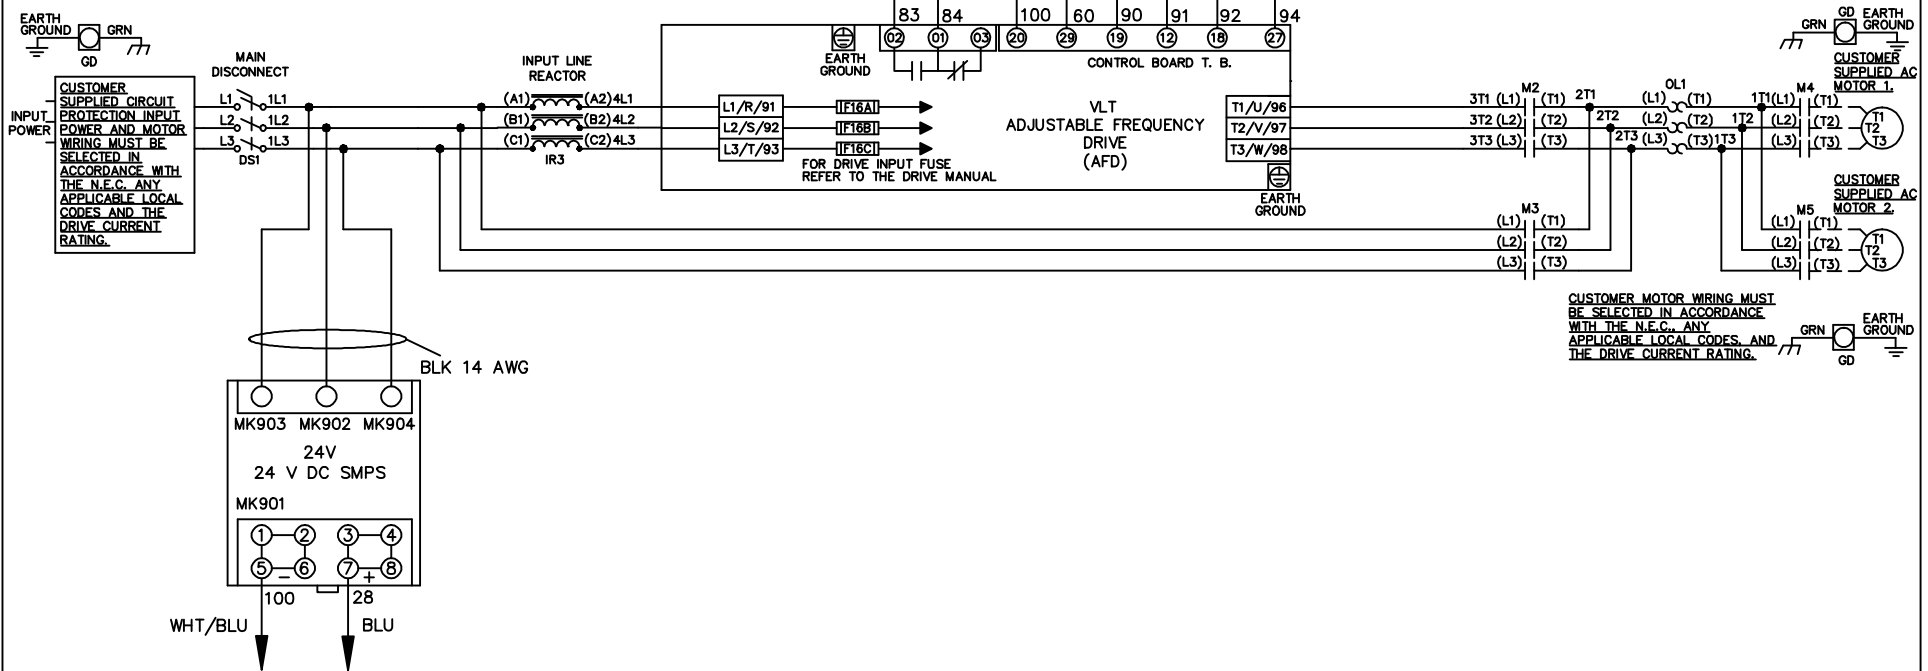 83 84 100 60 90 91 92 94
02 01 03 20 29 19 12 18 27
EARTH
GROUND
GRN
GD
EARTH
GROUND
CONTROL BOARD T. B.
GD
EARTH
GROUND
GRN
MAIN
DISCONNECT
INPUT LINE
REACTOR
CUSTOMER
SUPPLIED CIRCUIT
PROTECTION INPUT
POWER AND MOTOR
WIRING MUST BE
SELECTED IN
ACCORDANCE WITH
THE N.E.C. ANY
APPLICABLE LOCAL
CODES AND THE
DRIVE CURRENT
RATING.
INPUT
POWER
L1 1L1
L2 1L2
L3 1L3
DS1
(A1) (A2) 4L1
(B1) (B2) 4L2
(C1) (C2) 4L3
IR3
L1/R/91
L2/S/92
L3/T/93
IF16A
IF16B
IF16C
FOR DRIVE INPUT FUSE
REFER TO THE DRIVE MANUAL
VLT
ADJUSTABLE FREQUENCY
DRIVE
(AFD)
T1/U/96
T2/V/97
T3/W/98
EARTH
GROUND
M2
3T1 (L1) (T1) 2T1
3T2 (L2) (T2) 2T2
3T3 (L3) (T3) 2T3
OL1
(L1) (T1) 1T1
(L2) (T2) 1T2
(L3) (T3) 1T3
M4
(L1) (T1)
(L2) (T2)
(L3) (T3)
CUSTOMER
SUPPLIED AC
MOTOR 1.
T1
T2
T3
M3
(L1) (T1)
(L2) (T2)
(L3) (T3)
M5
(L1) (T1)
(L2) (T2)
(L3) (T3)
CUSTOMER
SUPPLIED AC
MOTOR 2.
T1
T2
T3
CUSTOMER MOTOR WIRING MUST
BE SELECTED IN ACCORDANCE
WITH THE N.E.C., ANY
APPLICABLE LOCAL CODES, AND
THE DRIVE CURRENT RATING.
GRN
EARTH
GROUND
GD
BLK 14 AWG
MK903 MK902 MK904
24V
24 V DC SMPS
MK901
1 2 3 4
5 - 6 7 + 8
100 28
WHT/BLU BLU